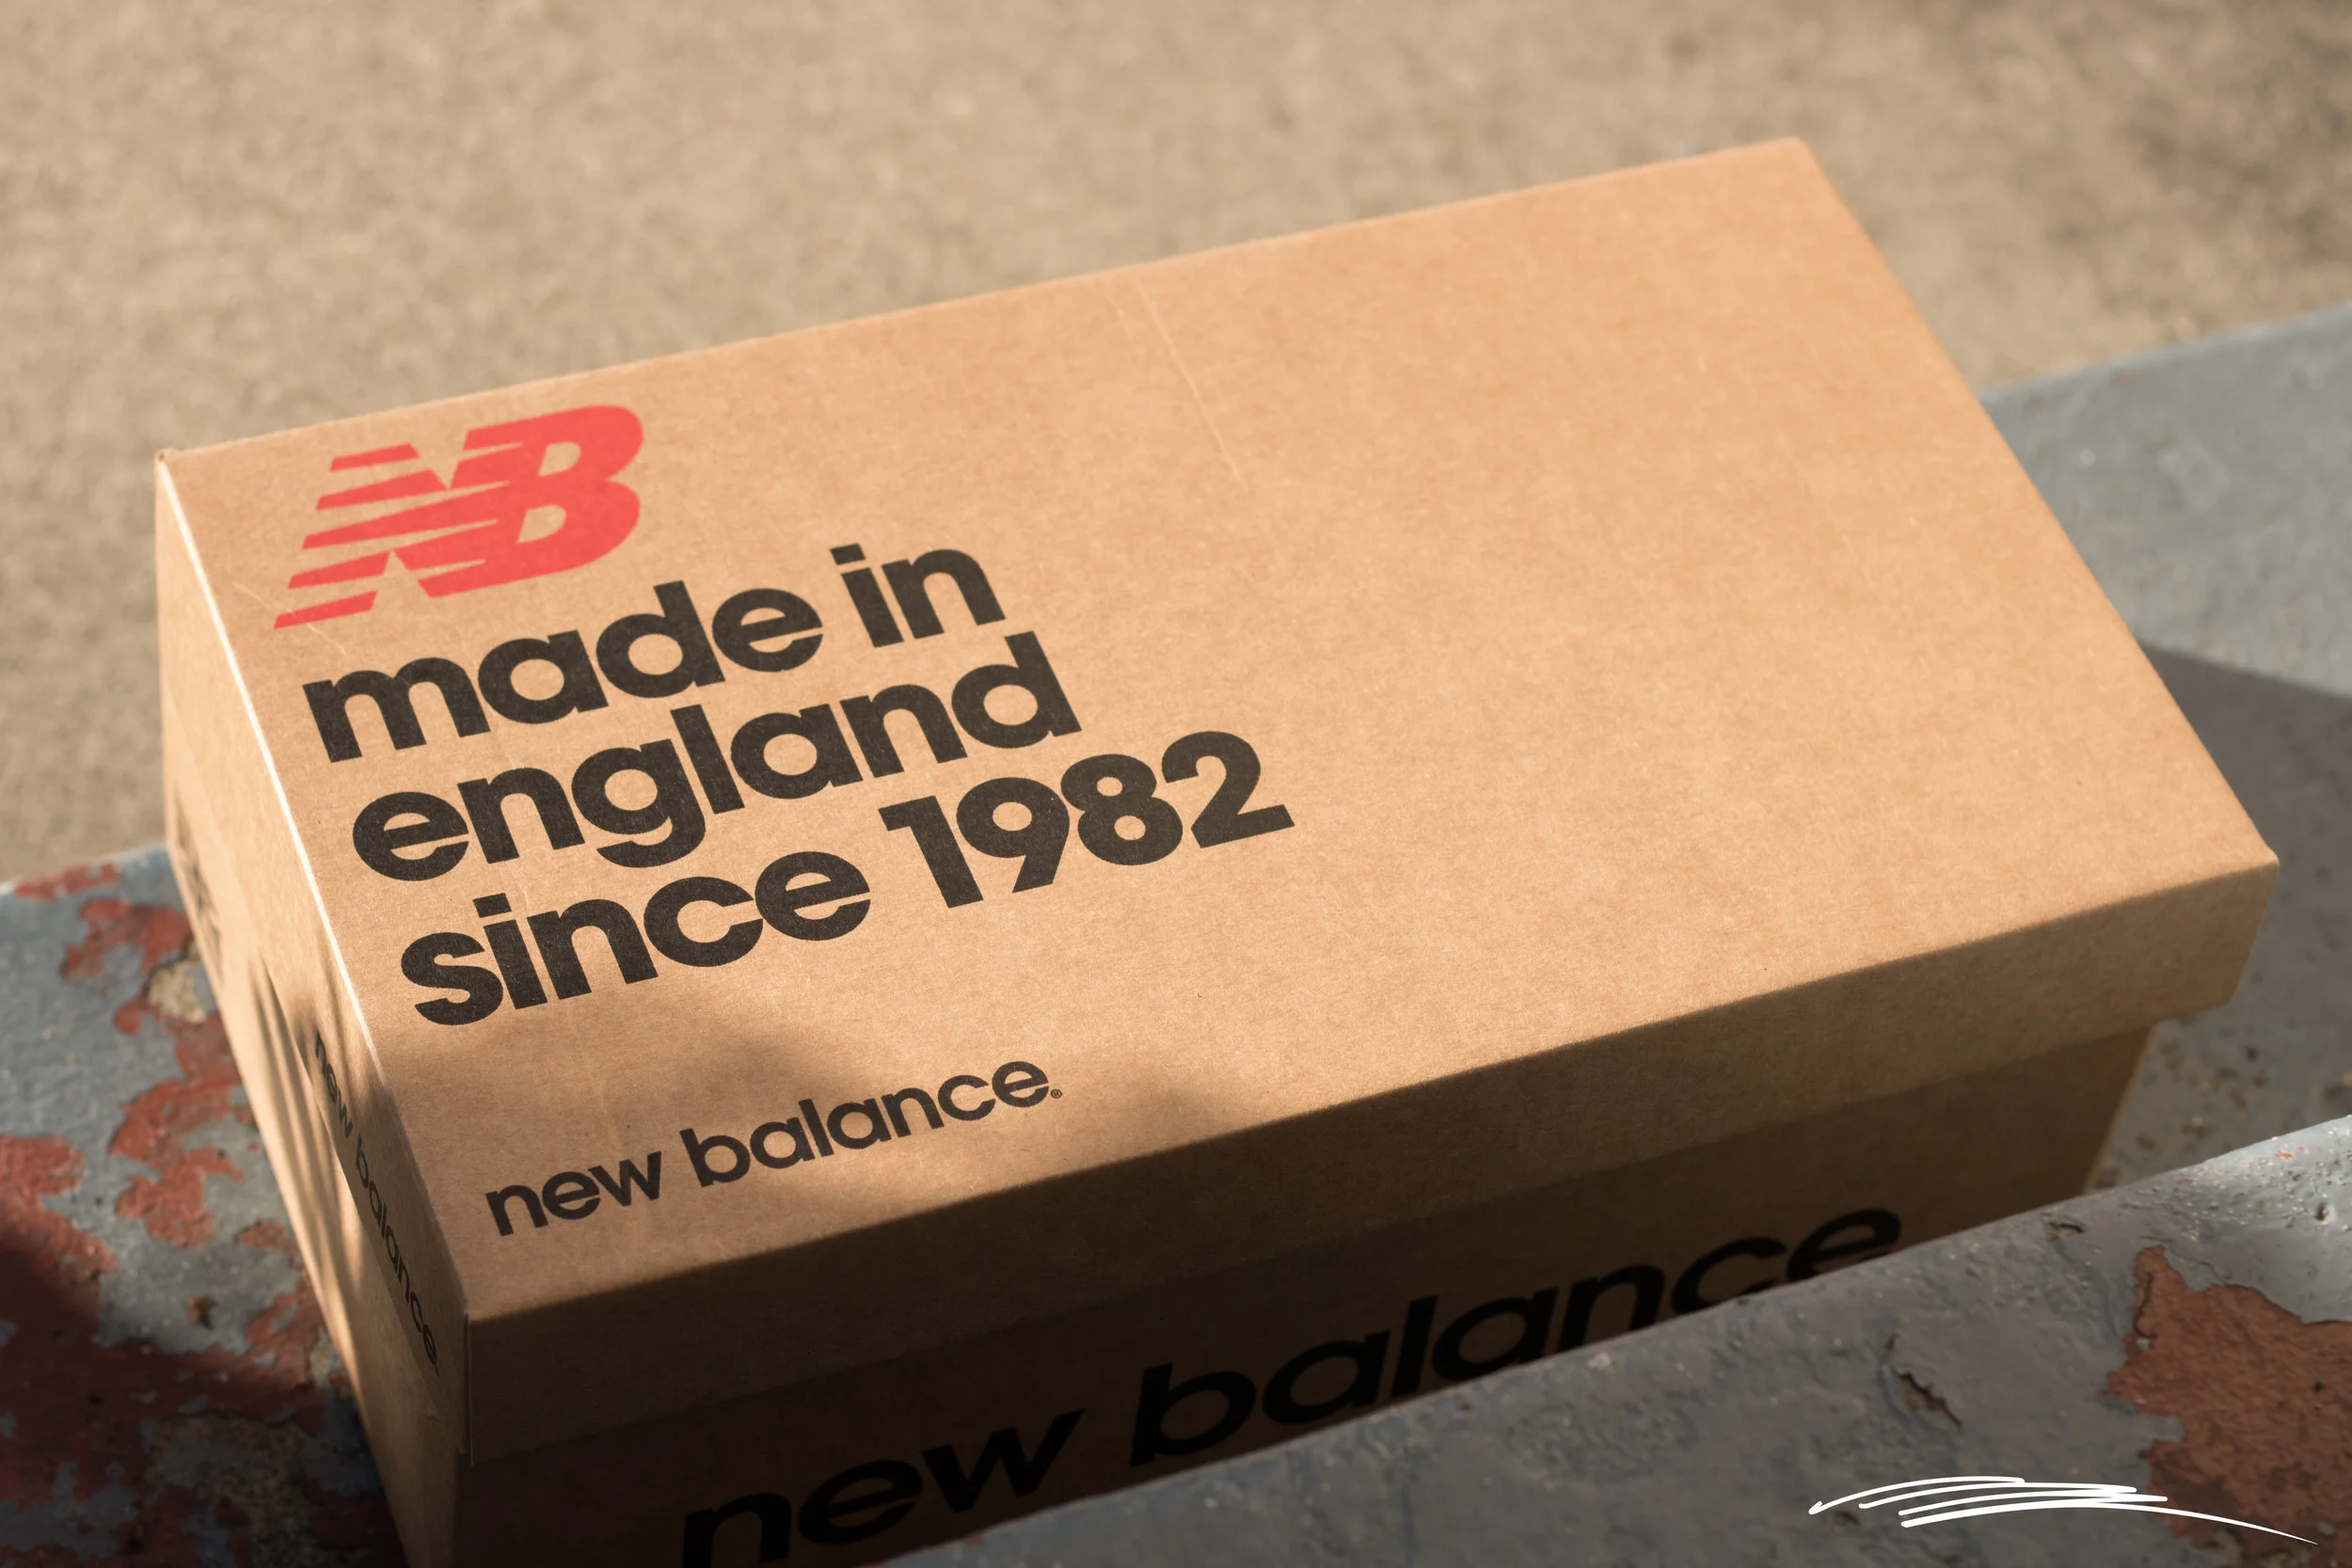 NB
made in
england
since 1982
new balance®
new balance
new balance